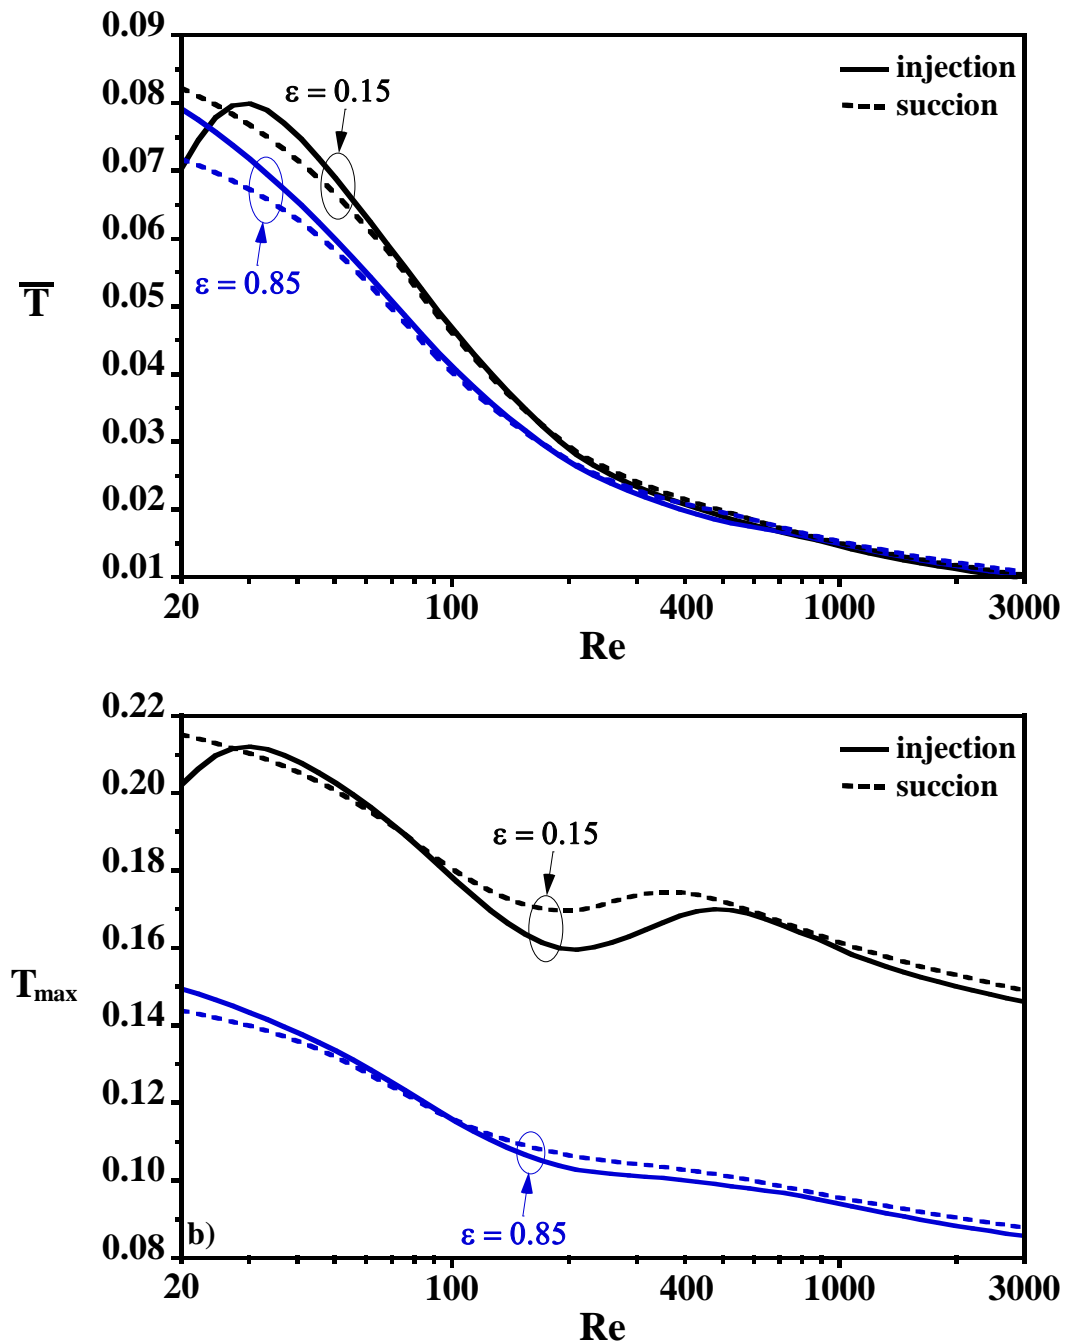 0.09
injection
0.08
ε = 0.15
succion
0.07
0.06
ε = 0.85
T
0.05
0.04
0.03
0.02
0.01
20 100 400 1000 3000
Re
0.22
injection
0.20
succion
ε = 0.15
0.18
0.16
Tmax
0.14
0.12
0.10
b)
ε = 0.85
0.08
20 100 400 1000 3000
Re